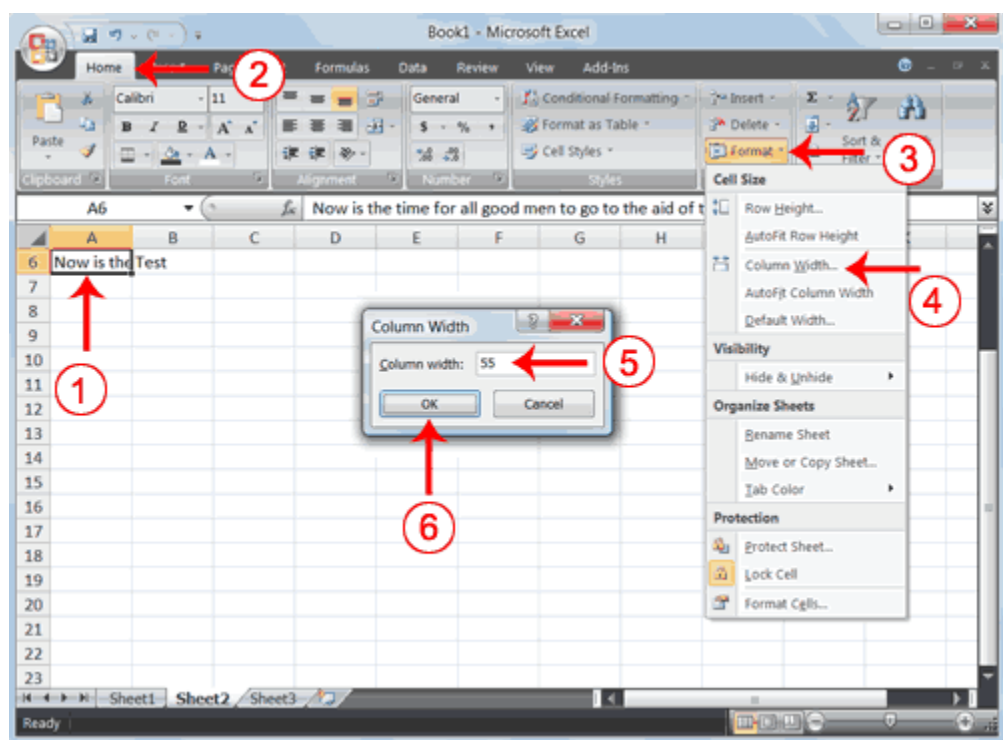 Book1 - Microsoft Excel
Home Formulas Data Review View Add-Ins
2
Calibri 11 General Conditional Formatting Insert Σ
Paste B I U A A A $ % , Format as Table Delete Sort &
Cell Styles Format Filter
3
Clipboard Font Alignment Number Styles
Cell Size
A6 fx Now is the time for all good men to go to the aid of t
Row Height...
A B C D E F G H
AutoFit Row Height
6 Now is the Test
Column Width...
7
AutoFit Column Width
4
8
Default Width...
Column Width
9
Visibility
10
Column width: 55
5
Hide & Unhide
1
11
OK Cancel
Organize Sheets
12
Rename Sheet
13
Move or Copy Sheet...
14
Tab Color
15
16
Protection
6
17
Protect Sheet...
18
Lock Cell
19
Format Cells...
20
21
22
23
Sheet1 Sheet2 Sheet3
Ready